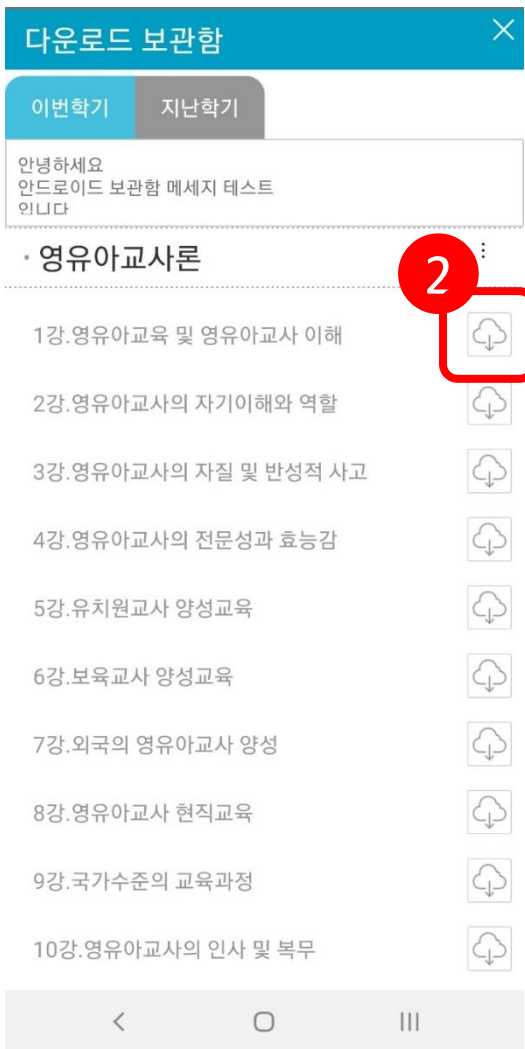 다운로드 보관함
이번학기 지난학기
안녕하세요
안드로이드 보관함 메세지 테스트
입니다
· 영유아교사론
2
1강.영유아교육 및 영유아교사 이해
2강.영유아교사의 자기이해와 역할
3강.영유아교사의 자질 및 반성적 사고
4강.영유아교사의 전문성과 효능감
5강.유치원교사 양성교육
6강.보육교사 양성교육
7강.외국의 영유아교사 양성
8강.영유아교사 현직교육
9강.국가수준의 교육과정
10강.영유아교사의 인사 및 복무